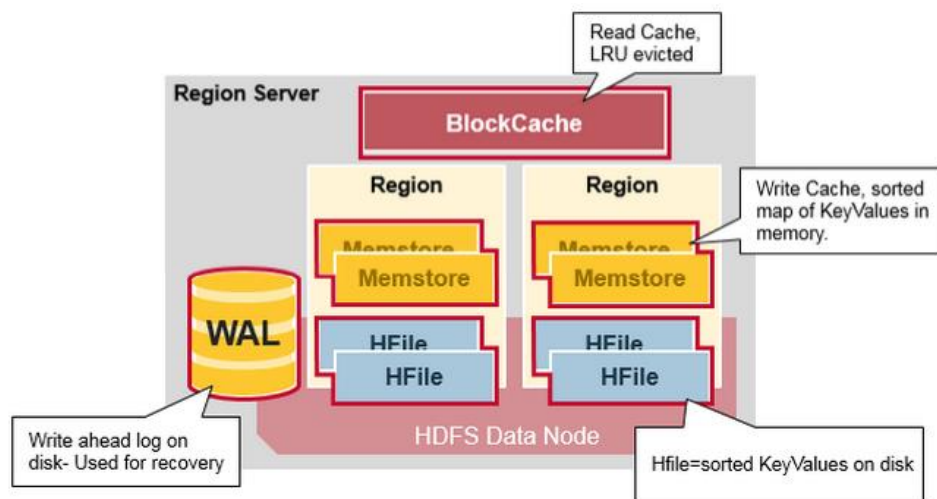 Read Cache,
LRU evicted
Region Server
BlockCache
Region
Region
Write Cache, sorted
map of KeyValues in
memory.
Memstore
Memstore
Memstore
Memstore
WAL
HFile
HFile
HFile
HFile
Write ahead log on
disk- Used for recovery
HDFS Data Node
Hfile=sorted KeyValues on disk